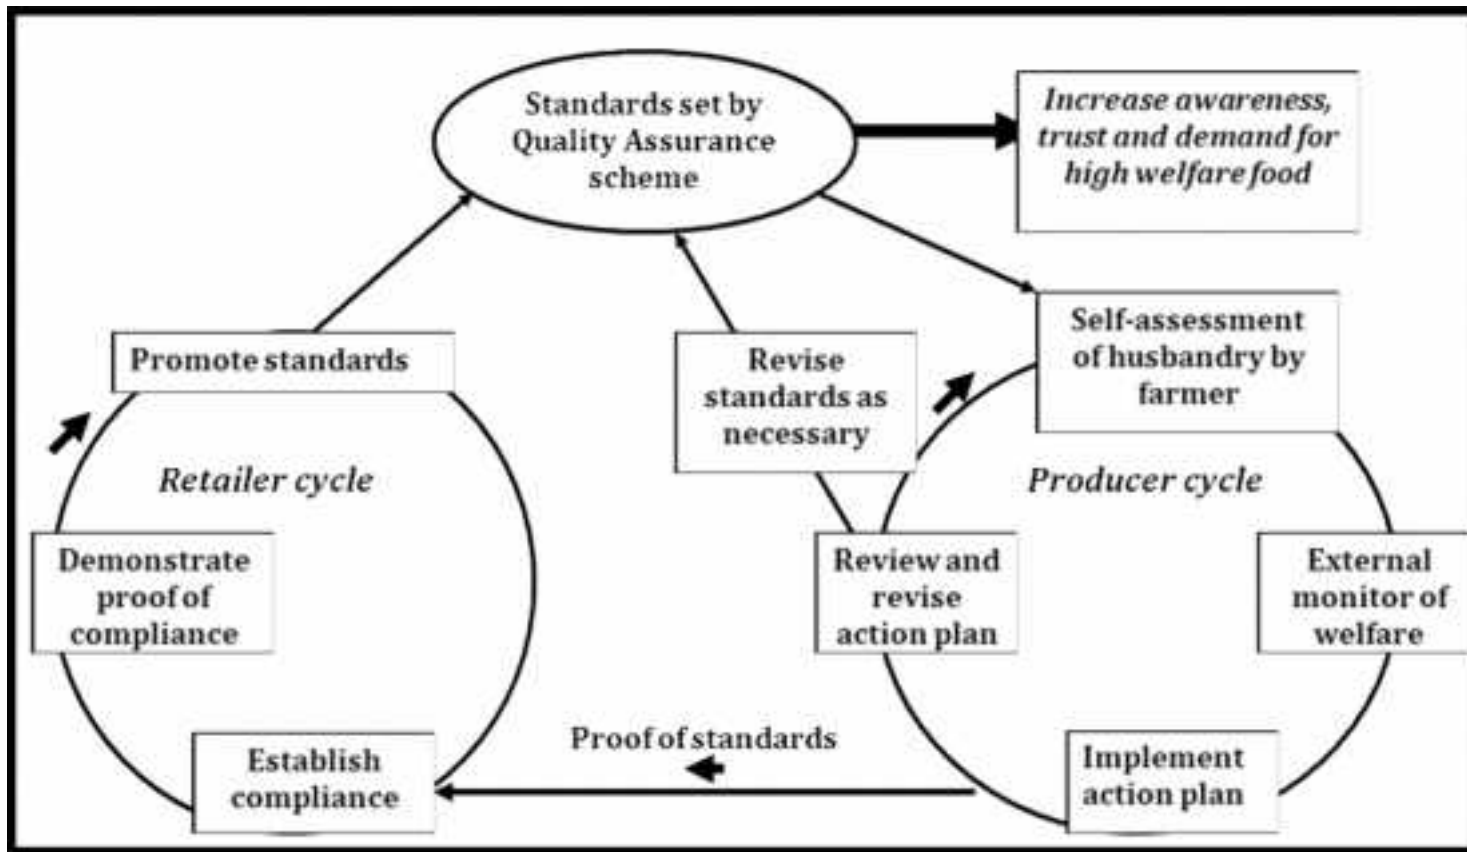 Standards set by
Quality Assurance
scheme
Increase awareness,
trust and demand for
high welfare food
Promote standards
Revise
standards as
necessary
Self-assessment
of husbandry by
farmer
Retailer cycle
Producer cycle
Demonstrate
proof of
compliance
Review and
revise
action plan
External
monitor of
welfare
Establish
compliance
Proof of standards
Implement
action plan